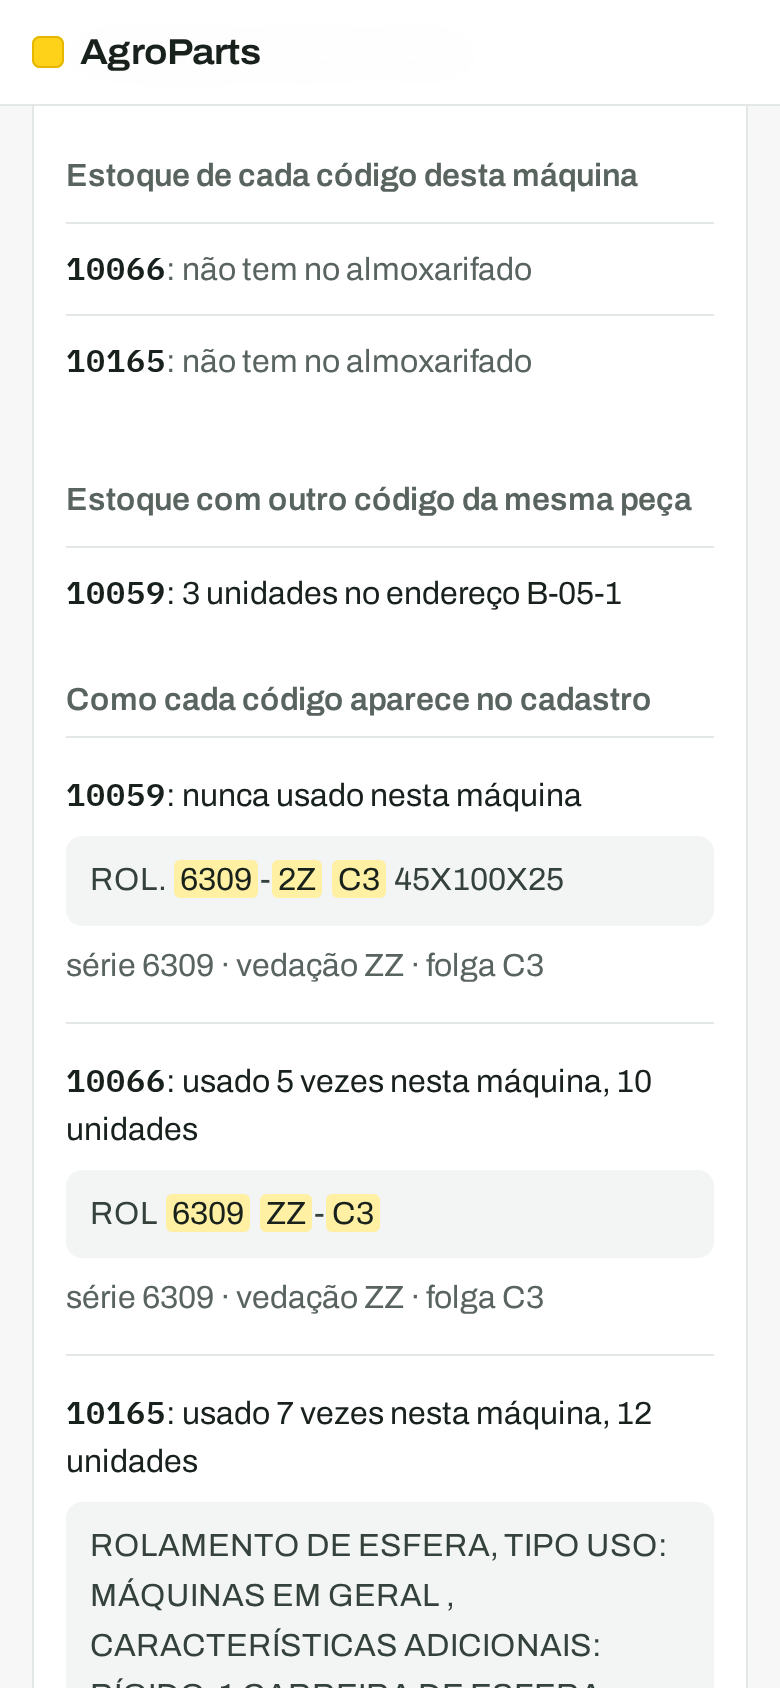 AgroParts
Estoque de cada código desta máquina
10066: não tem no almoxarifado
10165: não tem no almoxarifado
Estoque com outro código da mesma peça
10059: 3 unidades no endereço B-05-1
Como cada código aparece no cadastro
10059: nunca usado nesta máquina
ROL. 6309-2Z C3 45X100X25
série 6309 · vedação ZZ · folga C3
10066: usado 5 vezes nesta máquina, 10
unidades
ROL 6309 ZZ-C3
série 6309 · vedação ZZ · folga C3
10165: usado 7 vezes nesta máquina, 12
unidades
ROLAMENTO DE ESFERA, TIPO USO:
MÁQUINAS EM GERAL ,
CARACTERÍSTICAS ADICIONAIS: